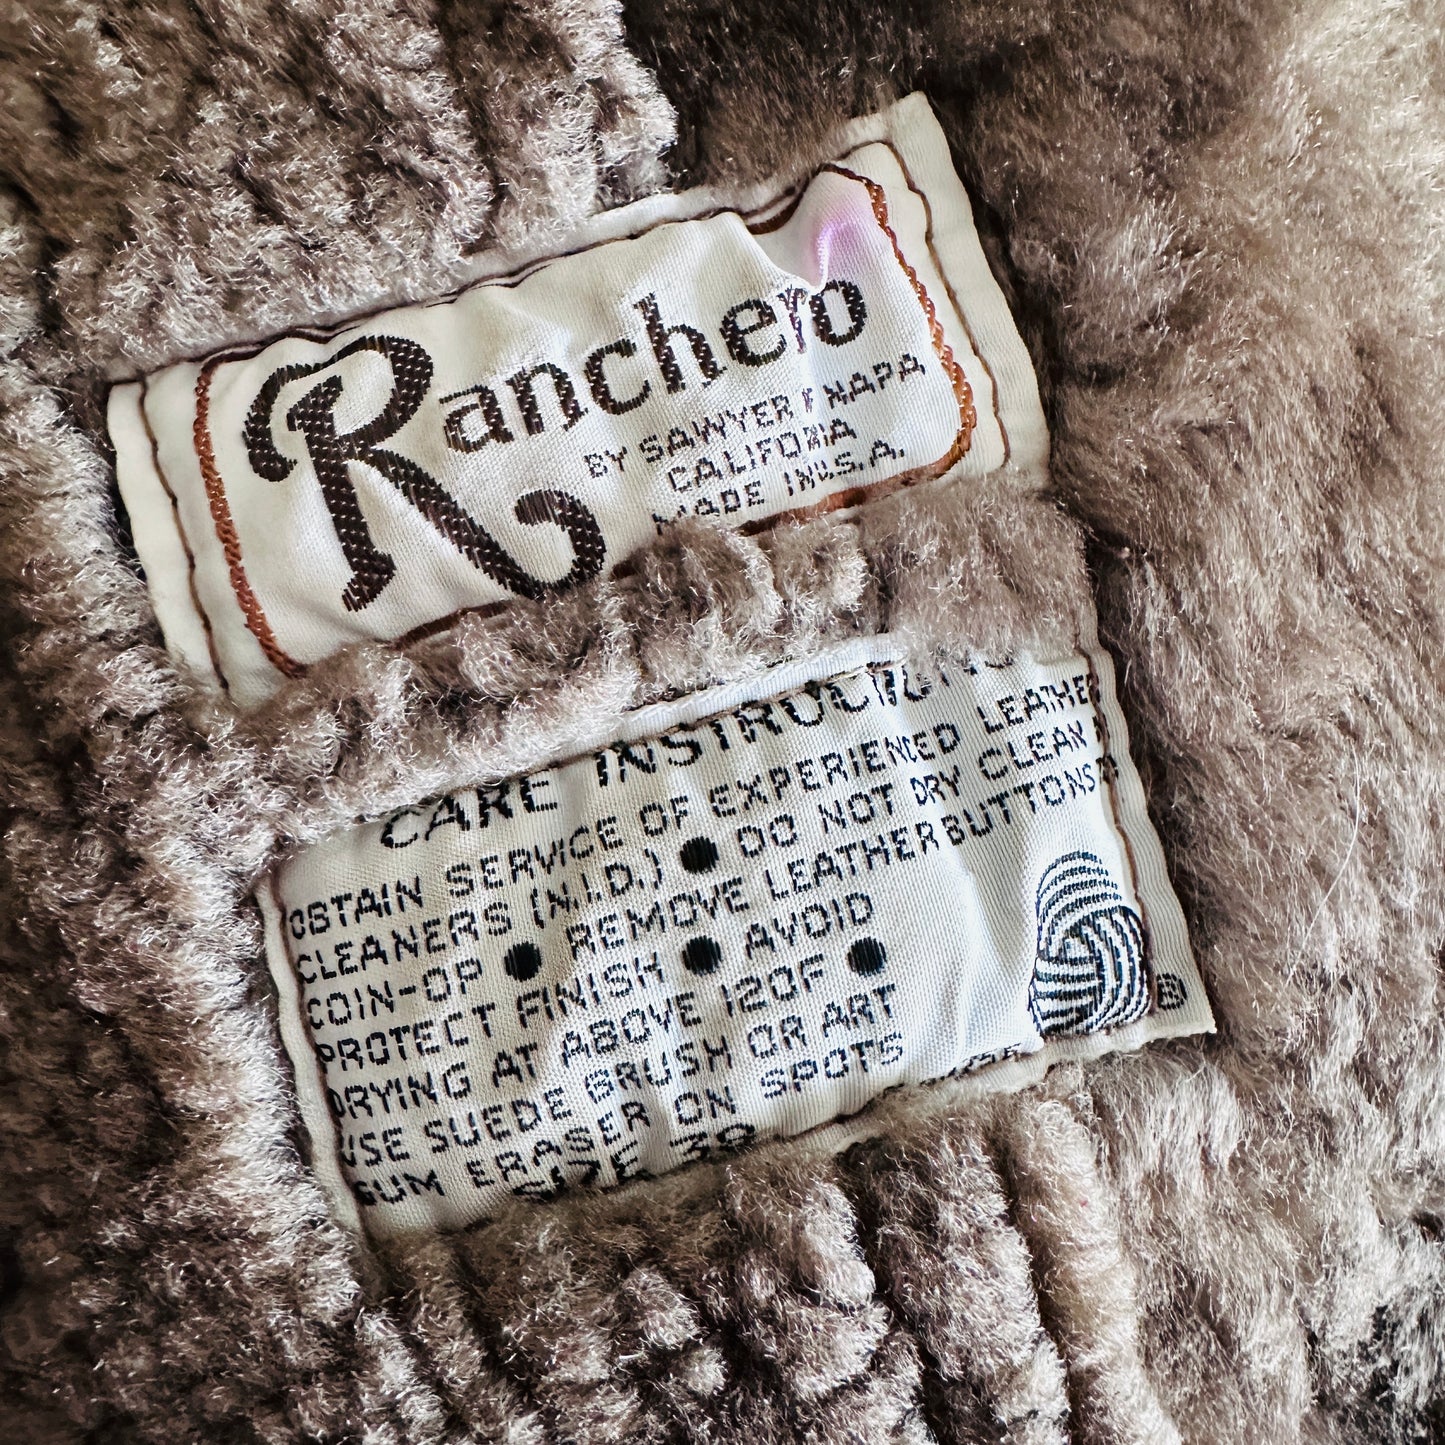 Ranchero
BY SAWYER OF NAPA
CALIFORNIA
MADE IN U.S.A.
CARE INSTRUCTIONS
OBTAIN SERVICE OF EXPERIENCED LEATHER
CLEANERS (N.I.D.) ● DO NOT DRY CLEAN
COIN-OP ● REMOVE LEATHER BUTTONS TO
PROTECT FINISH ● AVOID
DRYING AT ABOVE 120F ●
USE SUEDE BRUSH OR ART
GUM ERASER ON SPOTS
SIZE 38